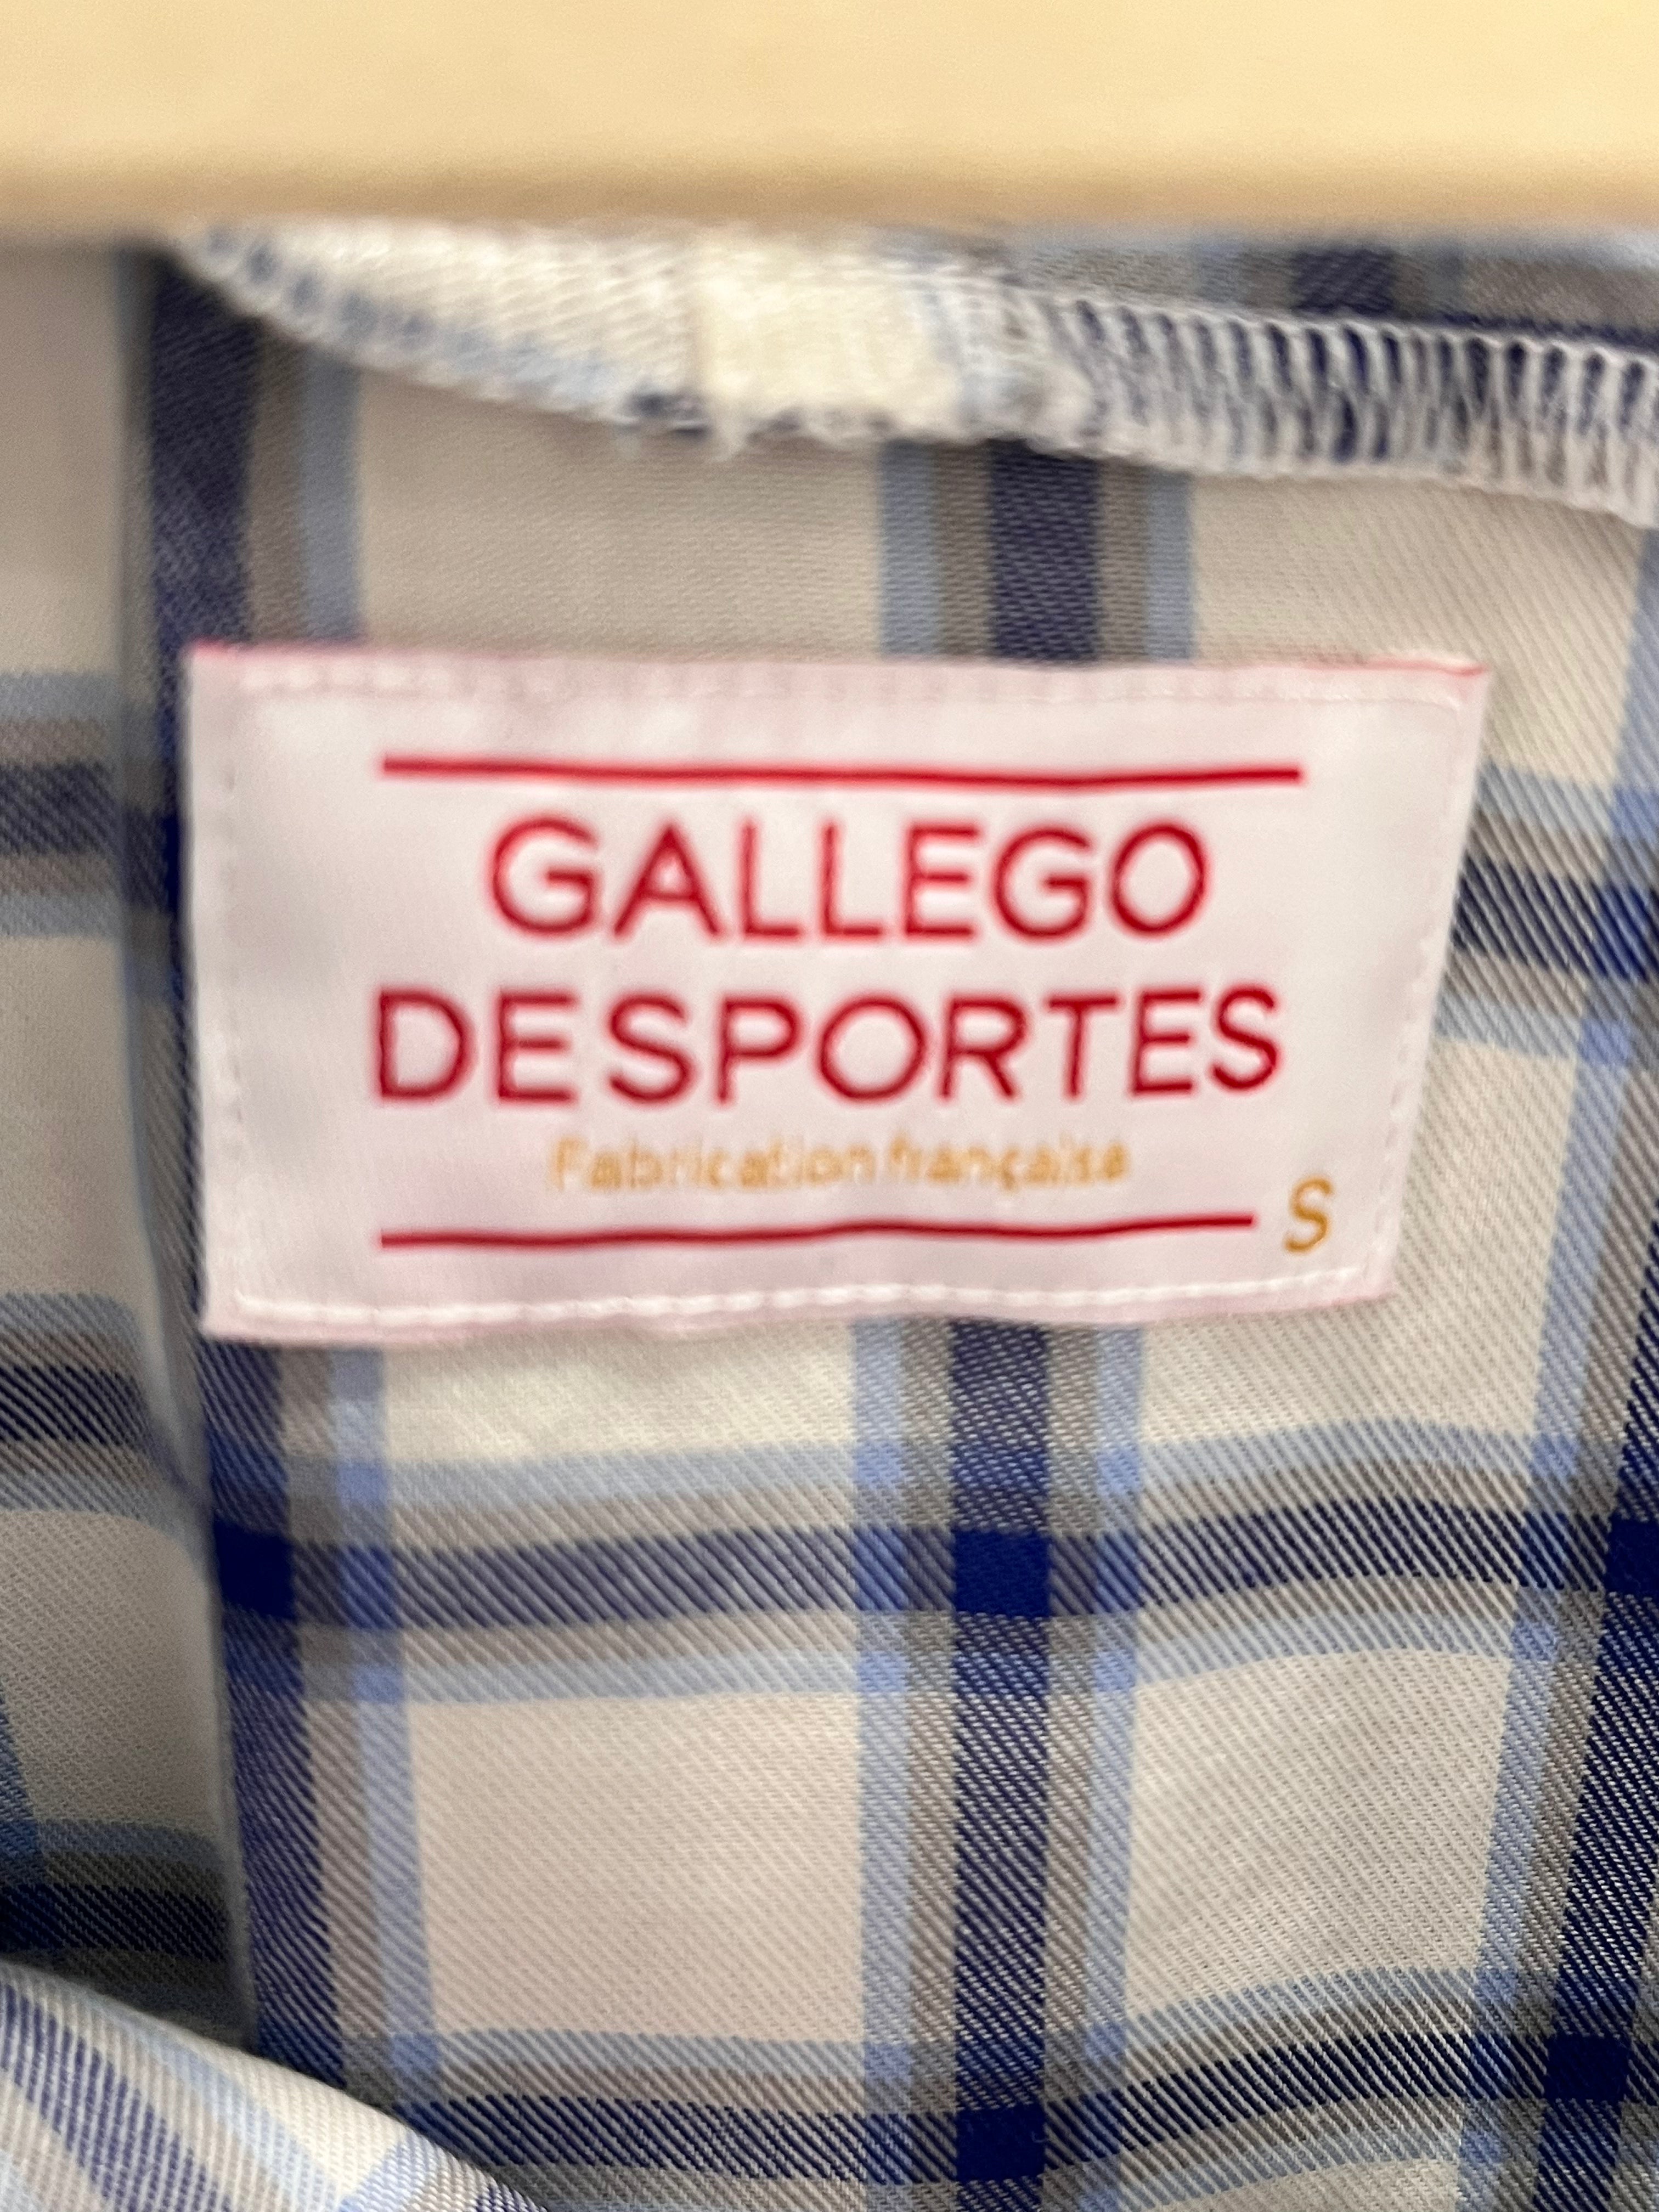 GALLEGO
DESPORTES
Fabrication française
S